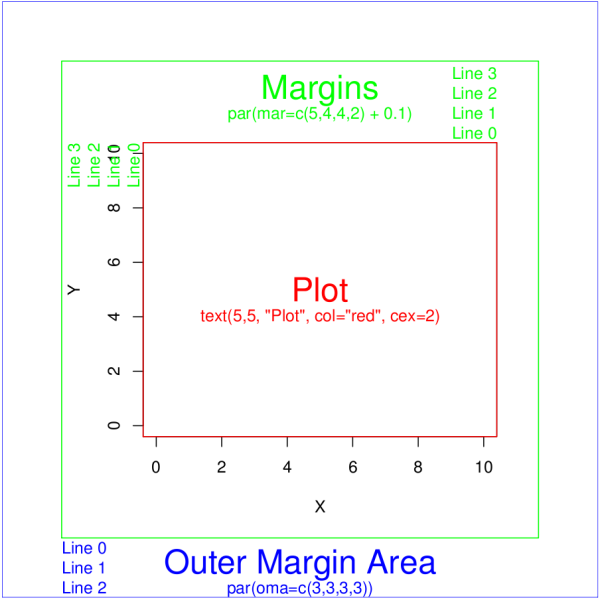 Margins
par(mar=c(5,4,4,2) + 0.1)
Line 3
Line 2
Line 1
Line 0
Line 3
Line 2
Line 1
Line 0
10
8
6
4
2
0
Y
Plot
text(5,5, "Plot", col="red", cex=2)
0 2 4 6 8 10
X
Line 0
Line 1
Line 2
Outer Margin Area
par(oma=c(3,3,3,3))